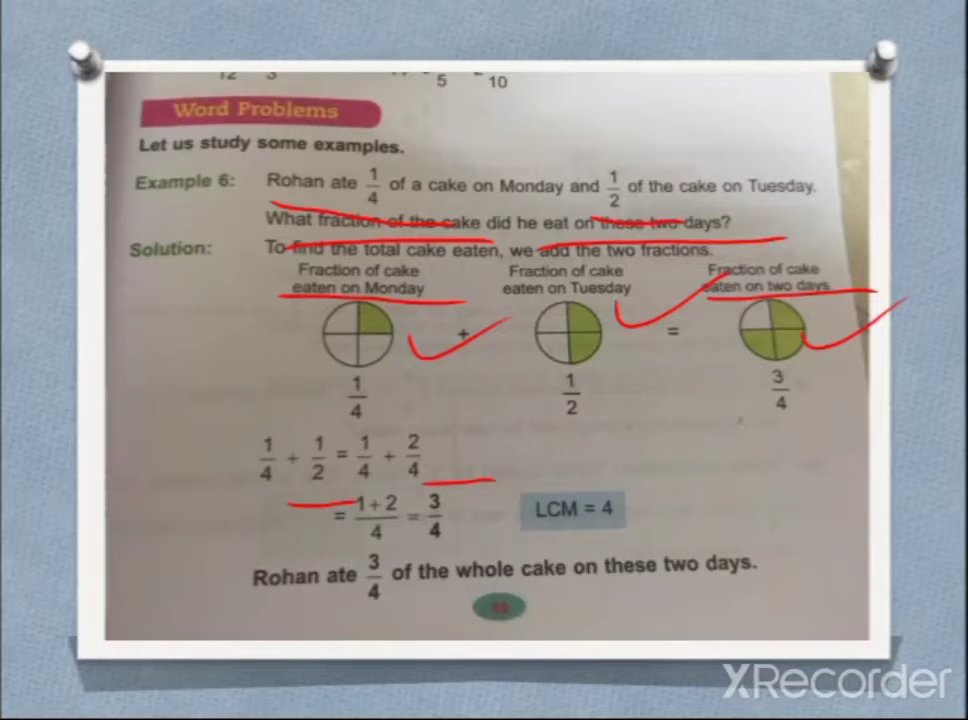 12 3 5 10
Word Problems
Let us study some examples.
Example 6: Rohan ate 1/4 of a cake on Monday and 1/2 of the cake on Tuesday.
What fraction of the cake did he eat on these two days?
Solution: To find the total cake eaten, we add the two fractions.
Fraction of cake Fraction of cake Fraction of cake
eaten on Monday eaten on Tuesday eaten on two days
+ =
1/4 1/2 3/4
1/4 + 1/2 = 1/4 + 2/4
= 1+2/4 = 3/4 LCM = 4
Rohan ate 3/4 of the whole cake on these two days.
XRecorder